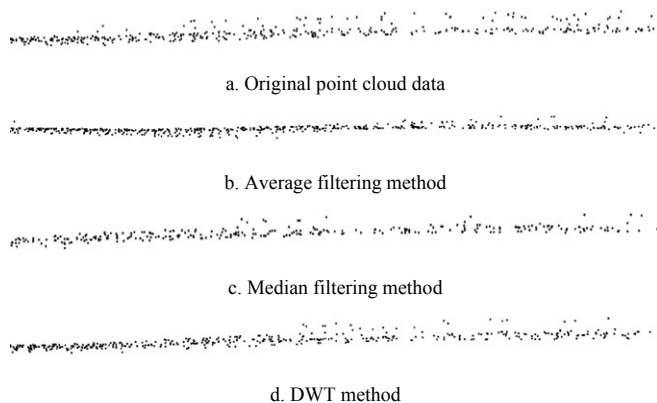 a. Original point cloud data
b. Average filtering method
c. Median filtering method
d. DWT method